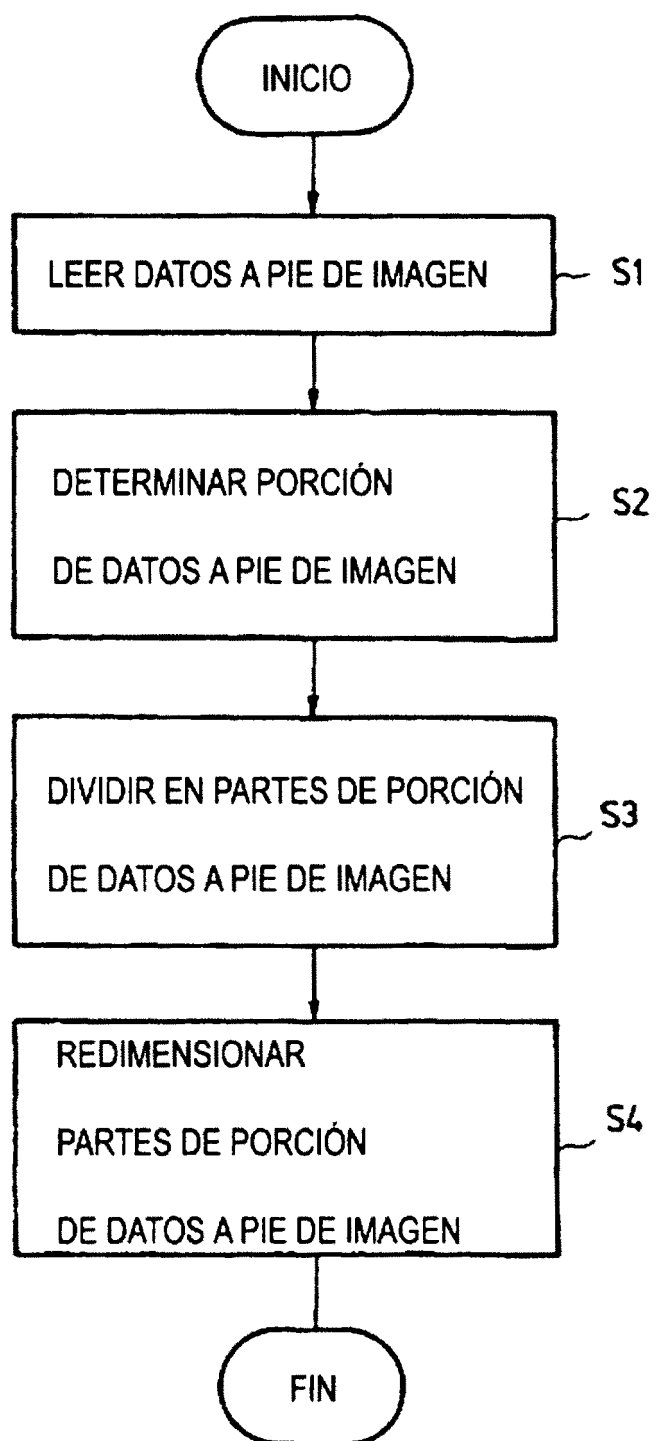 INICIO
LEER DATOS A PIE DE IMAGEN
S1
DETERMINAR PORCIÓN
DE DATOS A PIE DE IMAGEN
S2
DIVIDIR EN PARTES DE PORCIÓN
DE DATOS A PIE DE IMAGEN
S3
REDIMENSIONAR
PARTES DE PORCIÓN
DE DATOS A PIE DE IMAGEN
S4
FIN